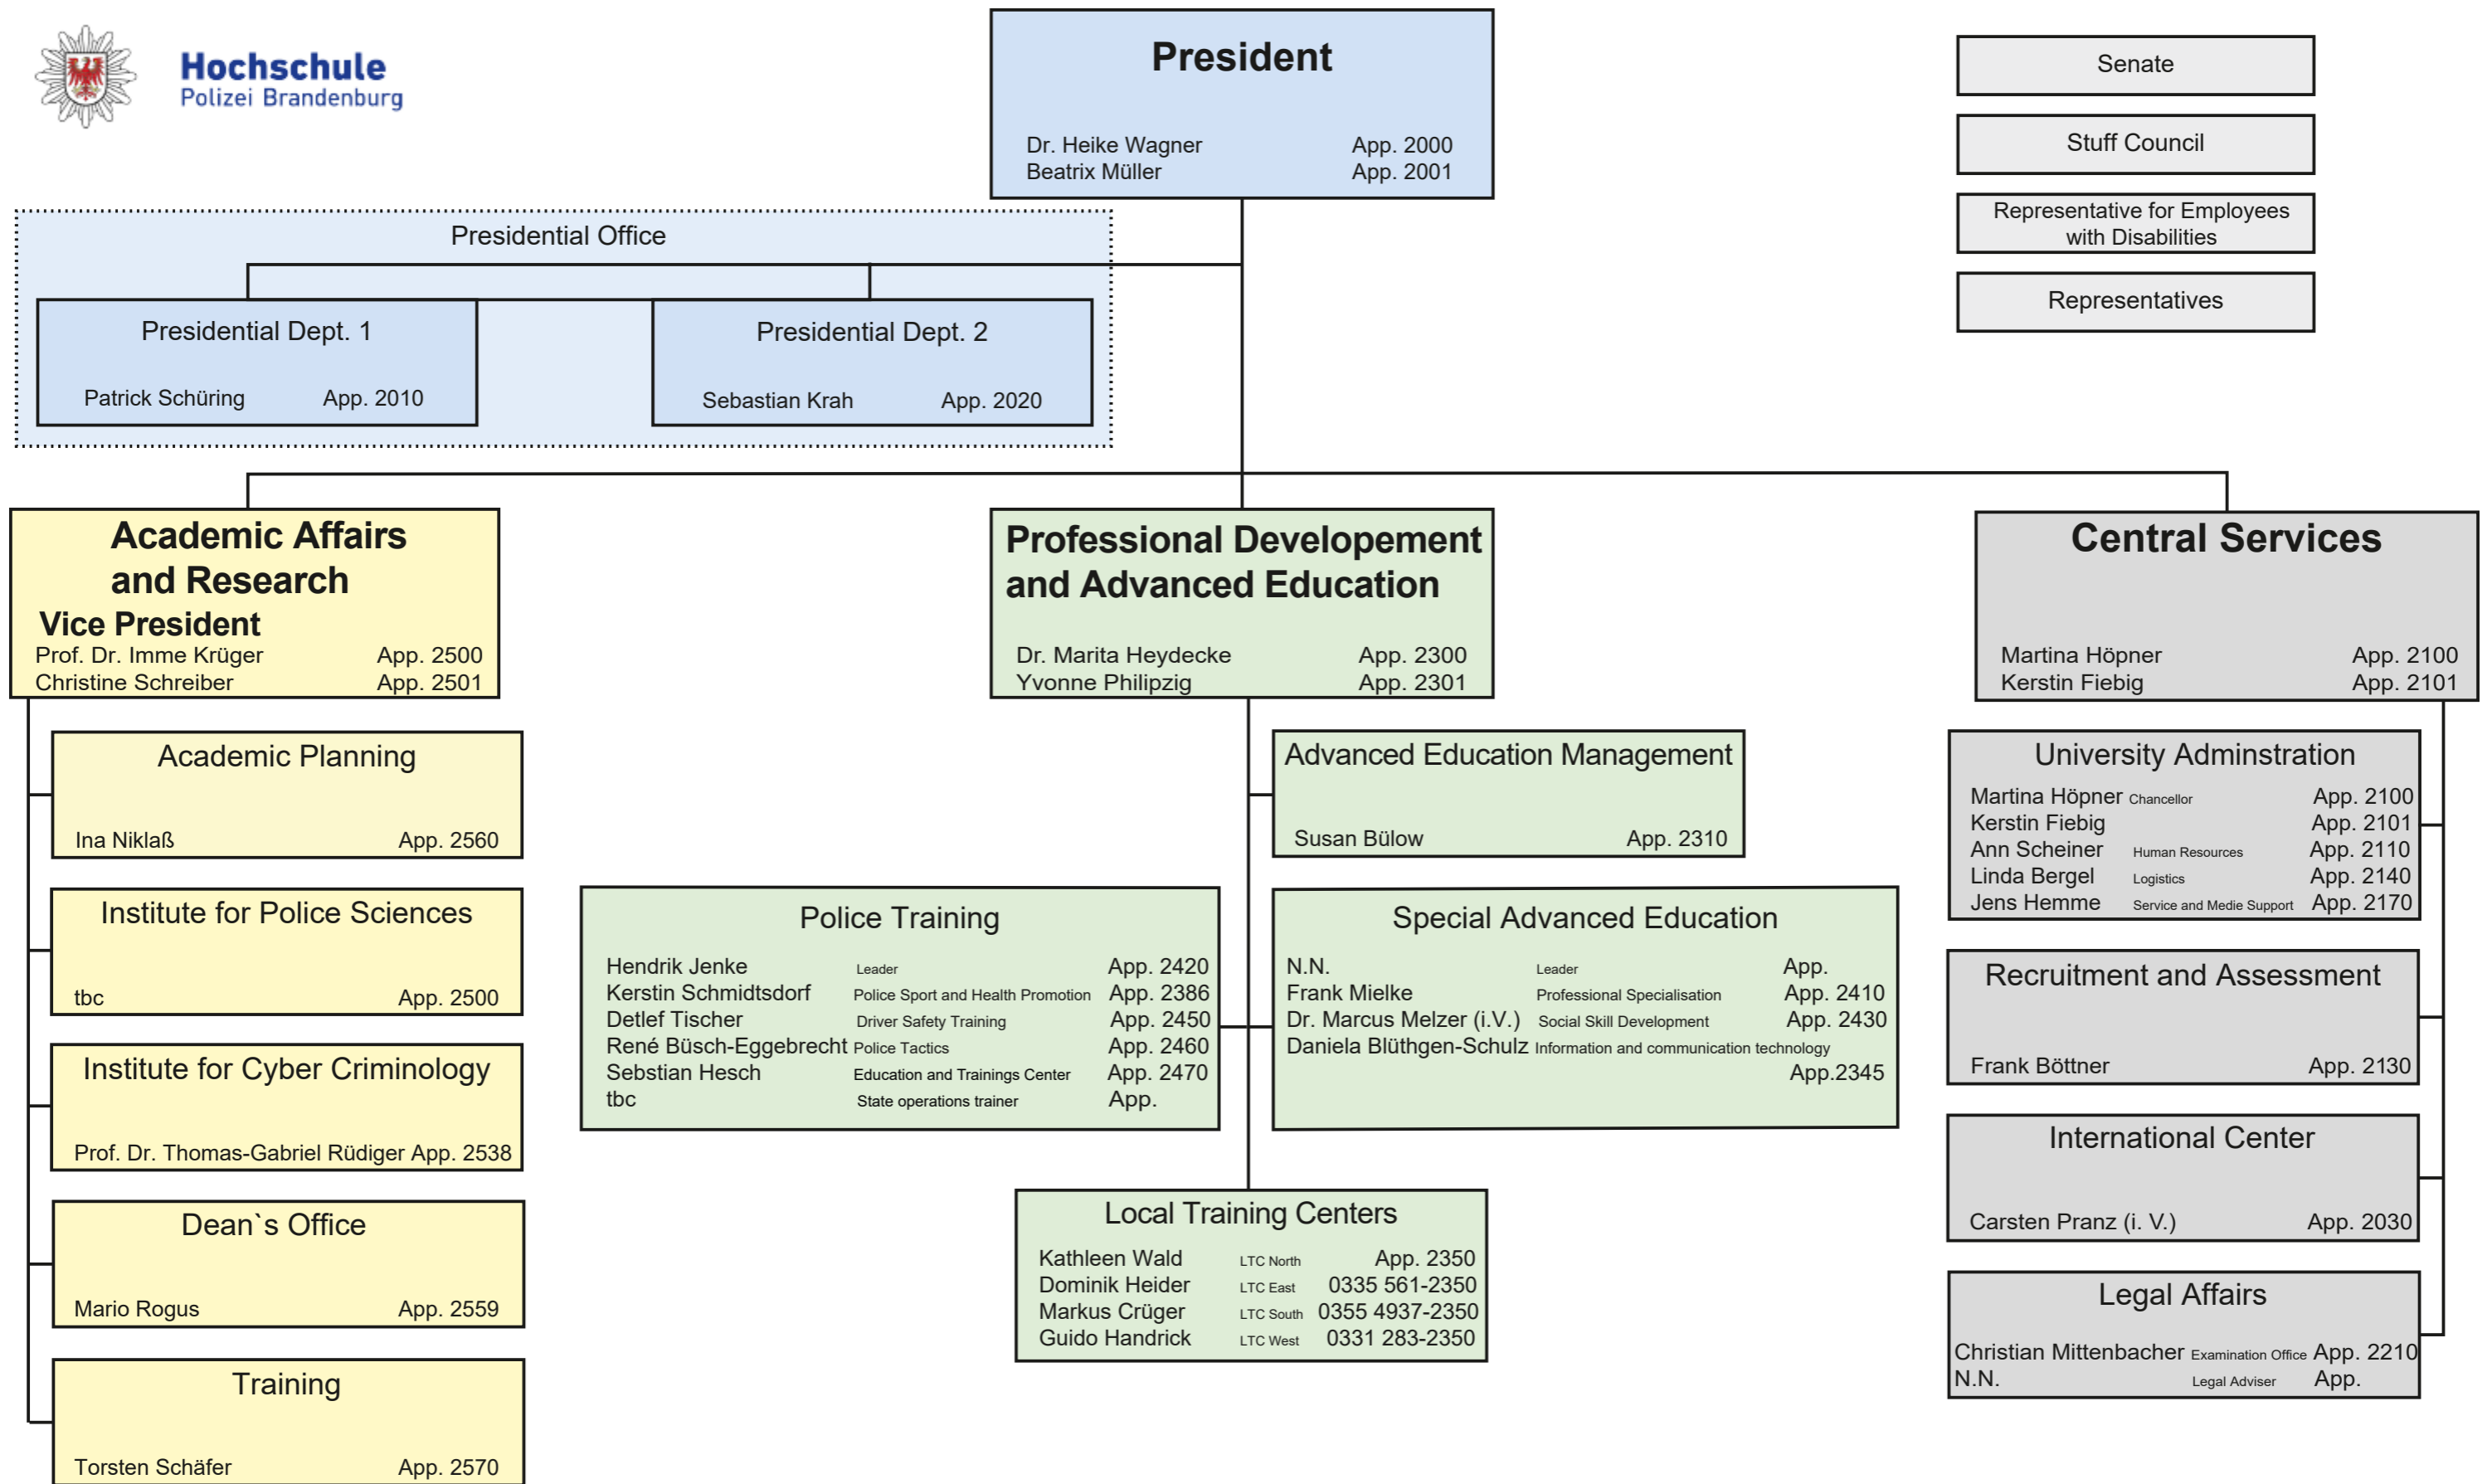 Hochschule
Polizei Brandenburg
President
Dr. Heike Wagner App. 2000
Beatrix Müller App. 2001
Senate
Stuff Council
Representative for Employees
with Disabilities
Representatives
Presidential Office
Presidential Dept. 1
Patrick Schüring App. 2010
Presidential Dept. 2
Sebastian Krah App. 2020
Academic Affairs
and Research
Vice President
Prof. Dr. Imme Krüger App. 2500
Christine Schreiber App. 2501
Academic Planning
Ina Niklaß App. 2560
Institute for Police Sciences
tbc App. 2500
Institute for Cyber Criminology
Prof. Dr. Thomas-Gabriel Rüdiger App. 2538
Dean`s Office
Mario Rogus App. 2559
Training
Torsten Schäfer App. 2570
Professional Developement
and Advanced Education
Dr. Marita Heydecke App. 2300
Yvonne Philipzig App. 2301
Advanced Education Management
Susan Bülow App. 2310
Police Training
Hendrik Jenke Leader App. 2420
Kerstin Schmidtsdorf Police Sport and Health Promotion App. 2386
Detlef Tischer Driver Safety Training App. 2450
René Büsch-Eggebrecht Police Tactics App. 2460
Sebstian Hesch Education and Trainings Center App. 2470
tbc State operations trainer App.
Special Advanced Education
N.N. Leader App.
Frank Mielke Professional Specialisation App. 2410
Dr. Marcus Melzer (i.V.) Social Skill Development App. 2430
Daniela Blüthgen-Schulz Information and communication technology
App.2345
Local Training Centers
Kathleen Wald LTC North App. 2350
Dominik Heider LTC East 0335 561-2350
Markus Crüger LTC South 0355 4937-2350
Guido Handrick LTC West 0331 283-2350
Central Services
Martina Höpner App. 2100
Kerstin Fiebig App. 2101
University Adminstration
Martina Höpner Chancellor App. 2100
Kerstin Fiebig App. 2101
Ann Scheiner Human Resources App. 2110
Linda Bergel Logistics App. 2140
Jens Hemme Service and Medie Support App. 2170
Recruitment and Assessment
Frank Böttner App. 2130
International Center
Carsten Pranz (i. V.) App. 2030
Legal Affairs
Christian Mittenbacher Examination Office App. 2210
N.N. Legal Adviser App.